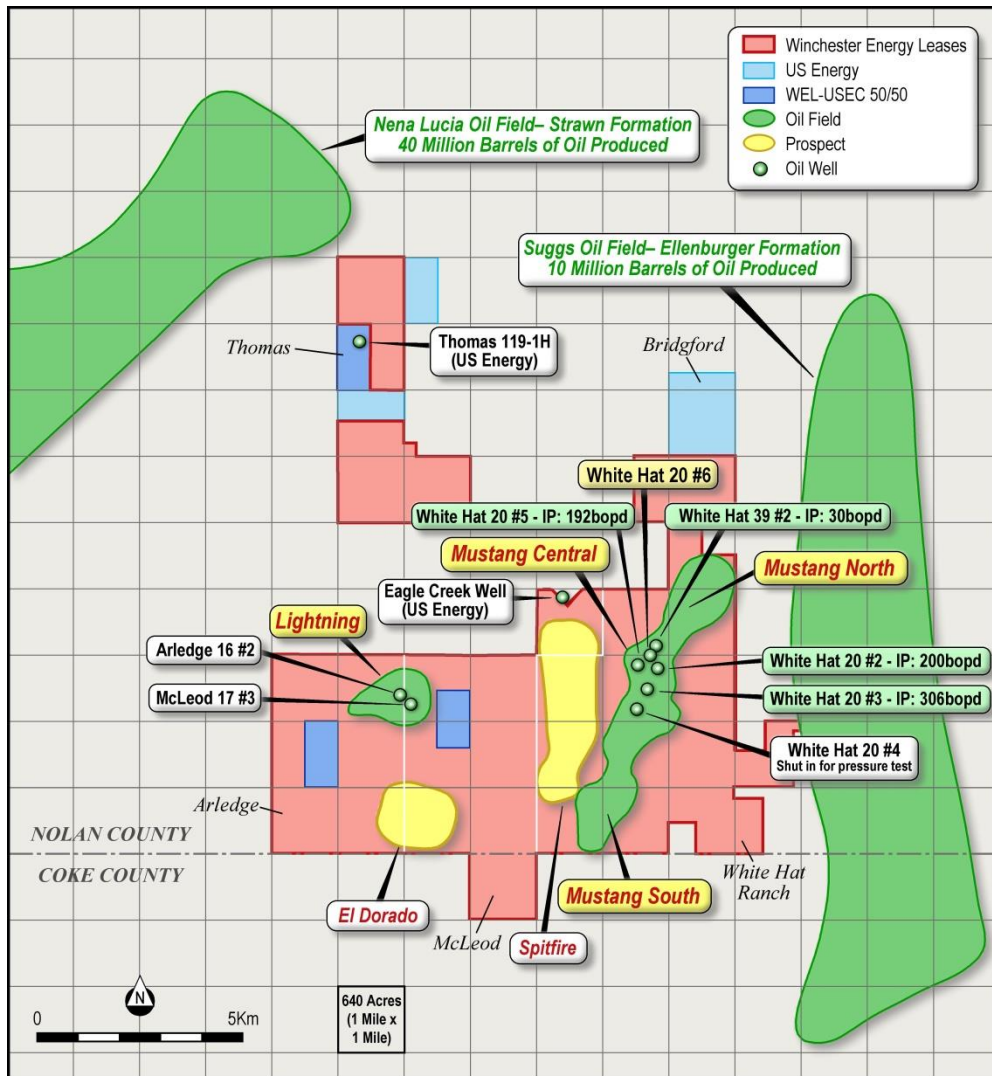 Winchester Energy Leases
US Energy
WEL-USEC 50/50
Oil Field
Prospect
Oil Well
Nena Lucia Oil Field– Strawn Formation
40 Million Barrels of Oil Produced
Suggs Oil Field– Ellenburger Formation
10 Million Barrels of Oil Produced
Thomas
Thomas 119-1H
(US Energy)
Bridgford
White Hat 20 #6
White Hat 20 #5 - IP: 192bopd
White Hat 39 #2 - IP: 30bopd
Mustang Central
Mustang North
Eagle Creek Well
(US Energy)
Lightning
Arledge 16 #2
McLeod 17 #3
White Hat 20 #2 - IP: 200bopd
White Hat 20 #3 - IP: 306bopd
White Hat 20 #4
Shut in for pressure test
Arledge
NOLAN COUNTY
COKE COUNTY
White Hat
Ranch
El Dorado
McLeod
Spitfire
Mustang South
N
0 5Km
640 Acres
(1 Mile x
1 Mile)